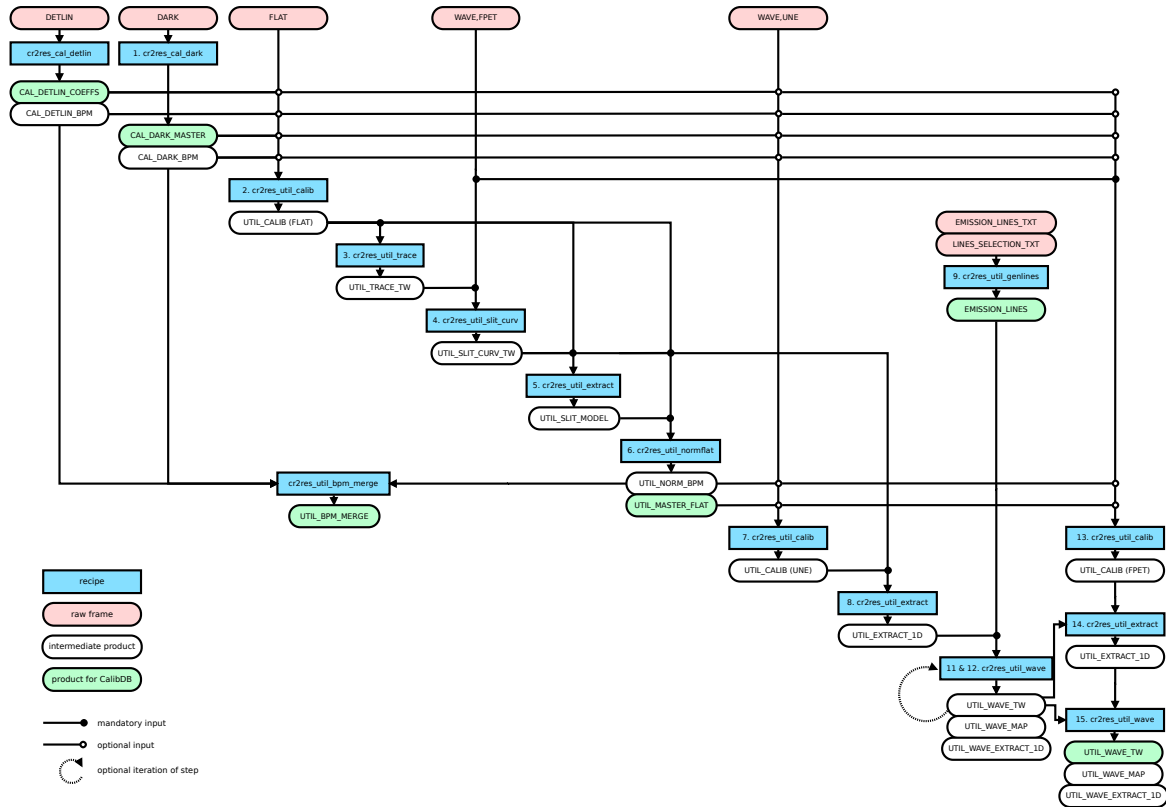 DETLIN
DARK
FLAT
WAVE,FPET
WAVE,UNE
cr2res_cal_detlin
1. cr2res_cal_dark
CAL_DETLIN_COEFFS
CAL_DETLIN_BPM
CAL_DARK_MASTER
CAL_DARK_BPM
2. cr2res_util_calib
UTIL_CALIB (FLAT)
EMISSION_LINES_TXT
LINES_SELECTION_TXT
3. cr2res_util_trace
9. cr2res_util_genlines
UTIL_TRACE_TW
EMISSION_LINES
4. cr2res_util_slit_curv
UTIL_SLIT_CURV_TW
5. cr2res_util_extract
UTIL_SLIT_MODEL
6. cr2res_util_normflat
cr2res_util_bpm_merge
UTIL_NORM_BPM
UTIL_MASTER_FLAT
UTIL_BPM_MERGE
7. cr2res_util_calib
13. cr2res_util_calib
UTIL_CALIB (UNE)
UTIL_CALIB (FPET)
recipe
8. cr2res_util_extract
raw frame
14. cr2res_util_extract
UTIL_EXTRACT_1D
intermediate product
UTIL_EXTRACT_1D
11 & 12. cr2res_util_wave
product for CalibDB
UTIL_WAVE_TW
15. cr2res_util_wave
mandatory input
UTIL_WAVE_MAP
optional input
UTIL_WAVE_EXTRACT_1D
UTIL_WAVE_TW
optional iteration of step
UTIL_WAVE_MAP
UTIL_WAVE_EXTRACT_1D